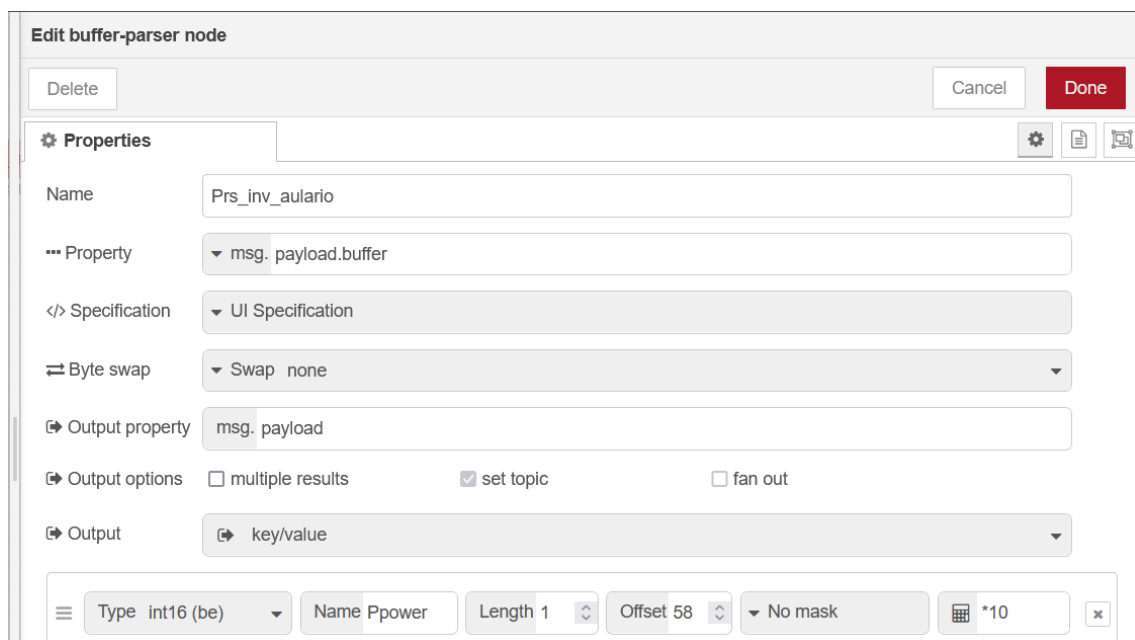 Edit buffer-parser node
Delete Cancel Done
Properties
Name Prs_inv_aulario
Property msg. payload.buffer
</> Specification UI Specification
Byte swap Swap none
Output property msg. payload
Output options multiple results set topic fan out
Output key/value
Type int16 (be) Name Ppower Length 1 Offset 58 No mask *10 x